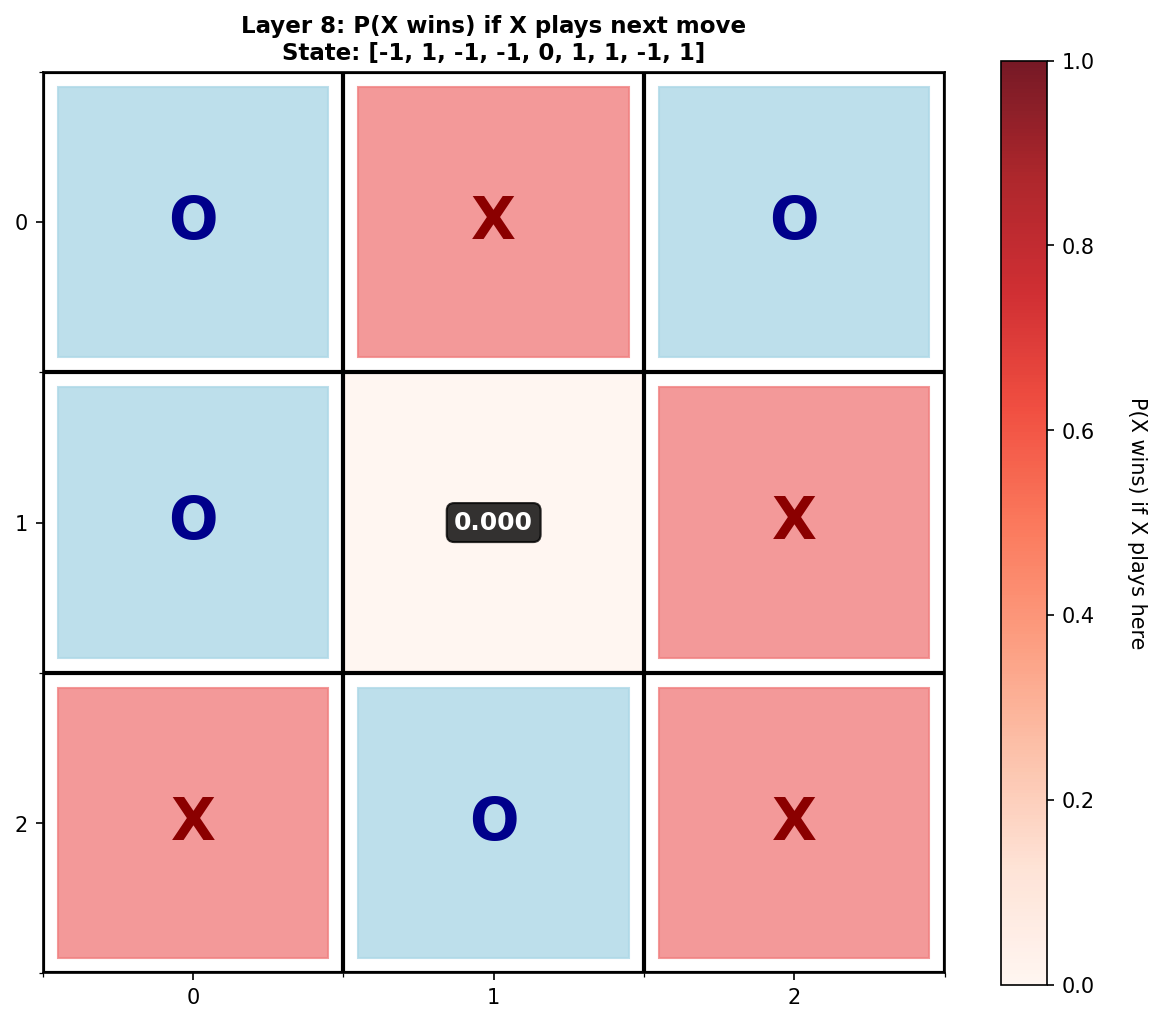 Layer 8: P(X wins) if X plays next move
State: [-1, 1, -1, -1, 0, 1, 1, -1, 1]
O X O
O 0.000 X
X O X
0
1
2
0 1 2
1.0
0.8
0.6
0.4
0.2
0.0
P(X wins) if X plays here